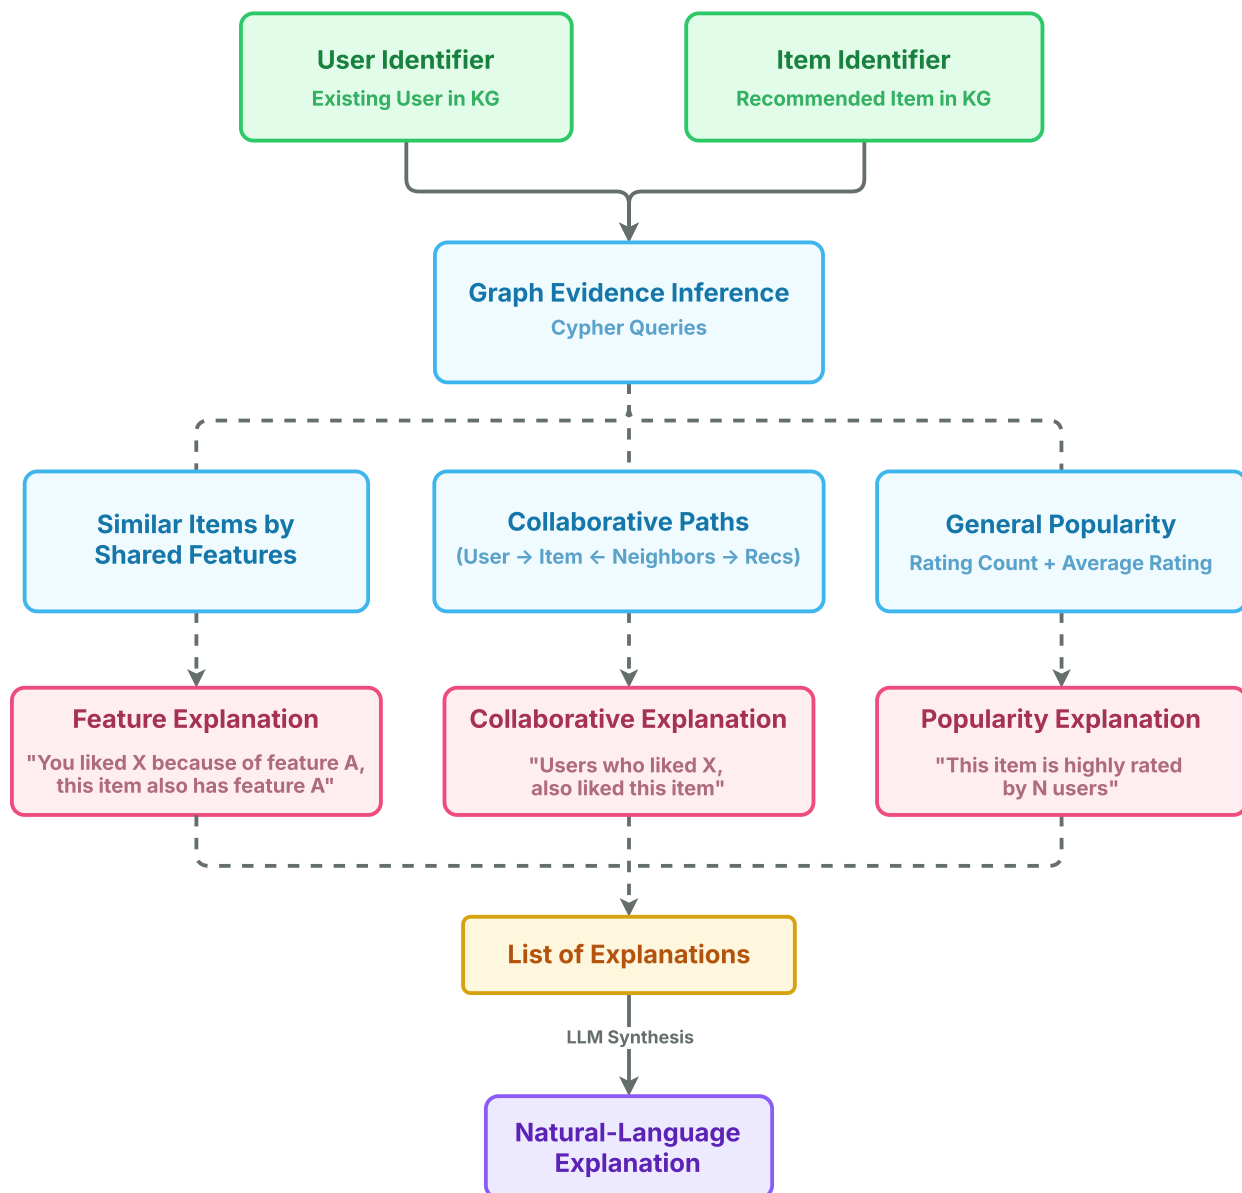 User Identifier
Existing User in KG
Item Identifier
Recommended Item in KG
Graph Evidence Inference
Cypher Queries
Similar Items by
Shared Features
Collaborative Paths
(User → Item ← Neighbors → Recs)
General Popularity
Rating Count + Average Rating
Feature Explanation
"You liked X because of feature A,
this item also has feature A"
Collaborative Explanation
"Users who liked X,
also liked this item"
Popularity Explanation
"This item is highly rated
by N users"
List of Explanations
LLM Synthesis
Natural-Language
Explanation